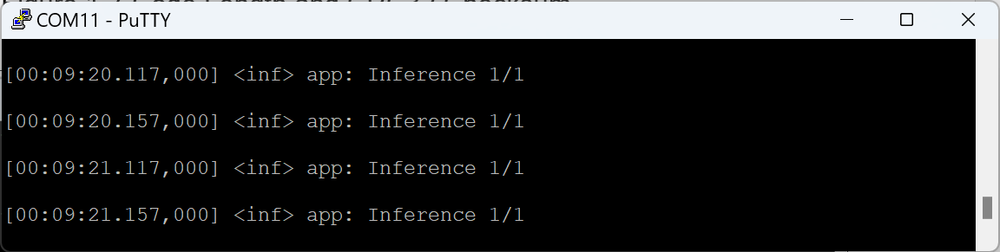 COM11 - PuTTY
[00:09:20.117,000] <inf> app: Inference 1/1
[00:09:20.157,000] <inf> app: Inference 1/1
[00:09:21.117,000] <inf> app: Inference 1/1
[00:09:21.157,000] <inf> app: Inference 1/1